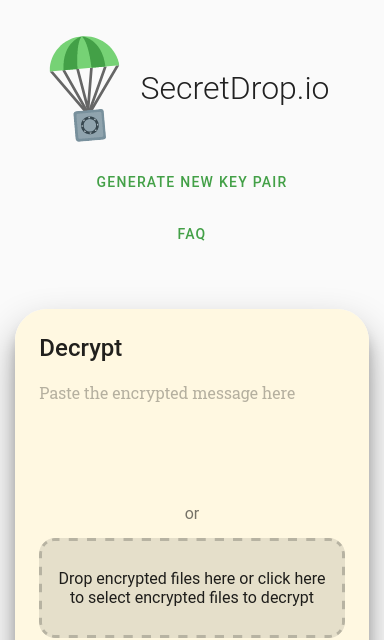 SecretDrop.io
GENERATE NEW KEY PAIR
FAQ
Decrypt
Paste the encrypted message here
or
Drop encrypted files here or click here
to select encrypted files to decrypt